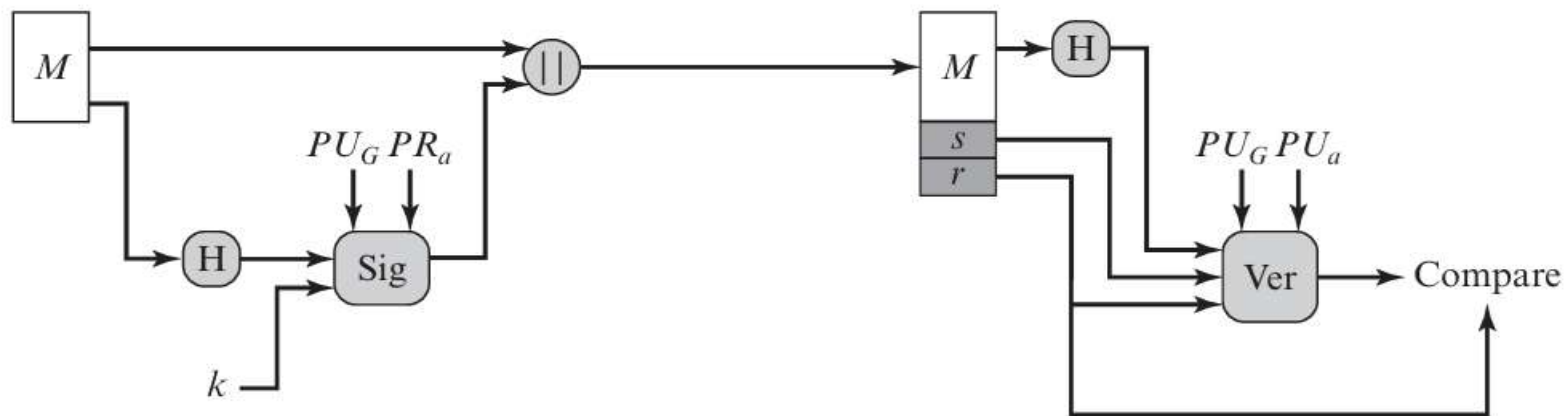 M
||
M
H
s
r
PU_G PR_a
PU_G PU_a
H
Sig
Ver
Compare
k